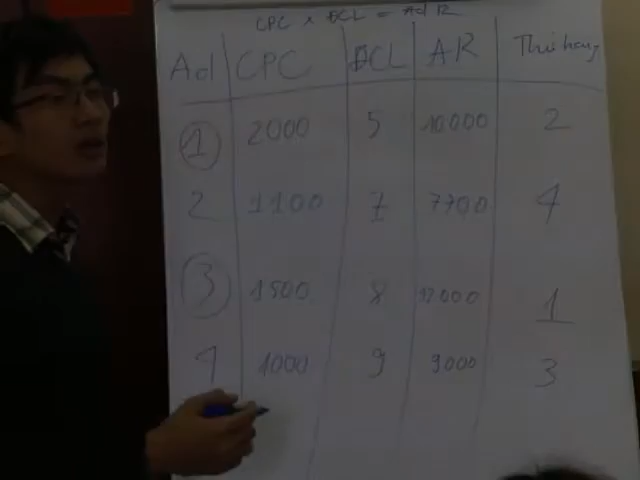 CPC x ĐCL = Ad R
Ad CPC ĐCL AR Thứ hạng
1 2000 5 10000 2
2 1100 7 7700 4
3 1500 8 12000 1
4 1000 9 9000 3